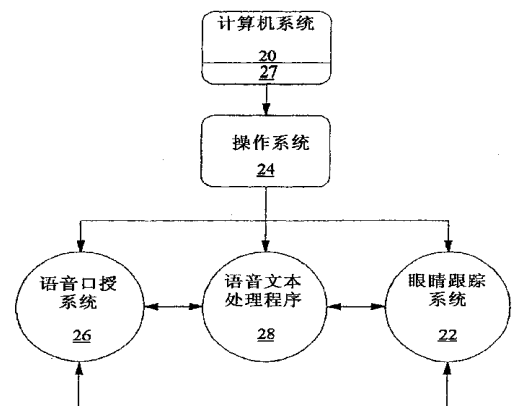 计算机系统
20
27
操作系统
24
语音口授
系统
26
语音文本
处理程序
28
眼睛跟踪
系统
22